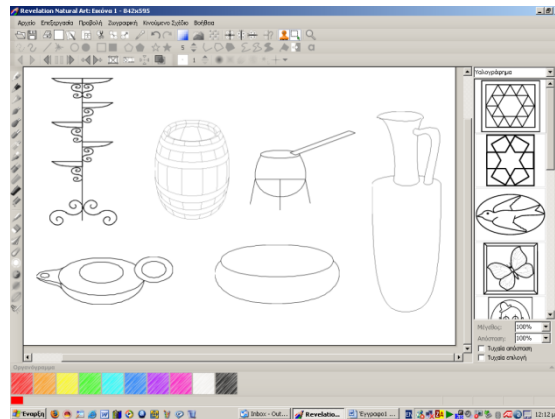 Revelation Natural Art: Εικόνα 1 - 842x595
Αρχείο Επεξεργασία Προβολή Ζωγραφική Κινούμενο Σχέδιο Βοήθεια
Υαλογράφημα
Μέγεθος: 100%
Απόσταση: 100%
Τυχαία απόσταση
Τυχαία επιλογή
Έναρξη
Inbox - Out...
Revelatio...
Έγγραφο1 ...
12:12 μμ